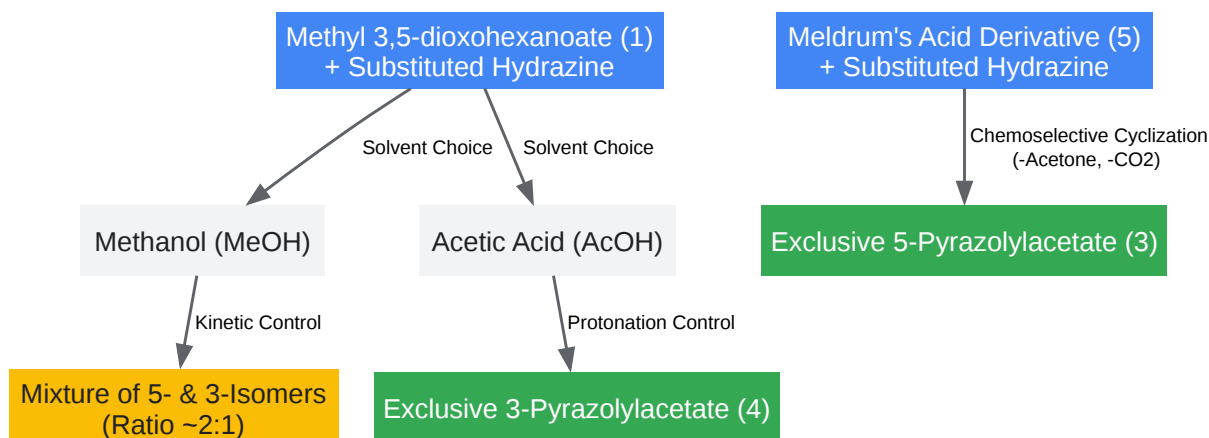 Methyl 3,5-dioxohexanoate (1)
+ Substituted Hydrazine
Meldrum's Acid Derivative (5)
+ Substituted Hydrazine
Solvent Choice
Solvent Choice
Chemoselective Cyclization
(-Acetone, -CO2)
Methanol (MeOH)
Acetic Acid (AcOH)
Exclusive 5-Pyrazolylacetate (3)
Kinetic Control
Protonation Control
Mixture of 5- & 3-Isomers
(Ratio ~2:1)
Exclusive 3-Pyrazolylacetate (4)